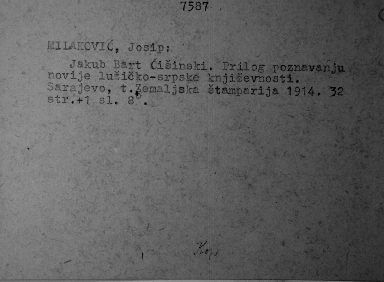 7587
MILAKOVIĆ, Josip:
Jakub Bart Ćišinski. Prilog poznavanju
novije lužičko-srpske književnosti.
Sarajevo, t. Zemaljska štamparija 1914. 32
str.+1 sl. 8°.